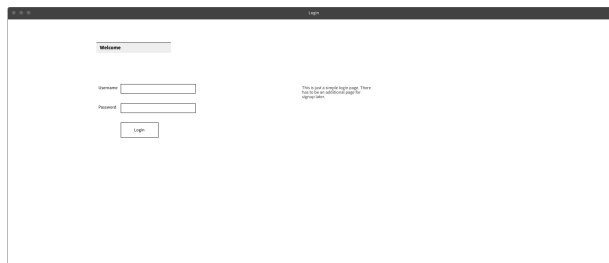 Login
Welcome
Username
Password
Login
This is just a simple login page. There
has to be an additional page for
signup later.